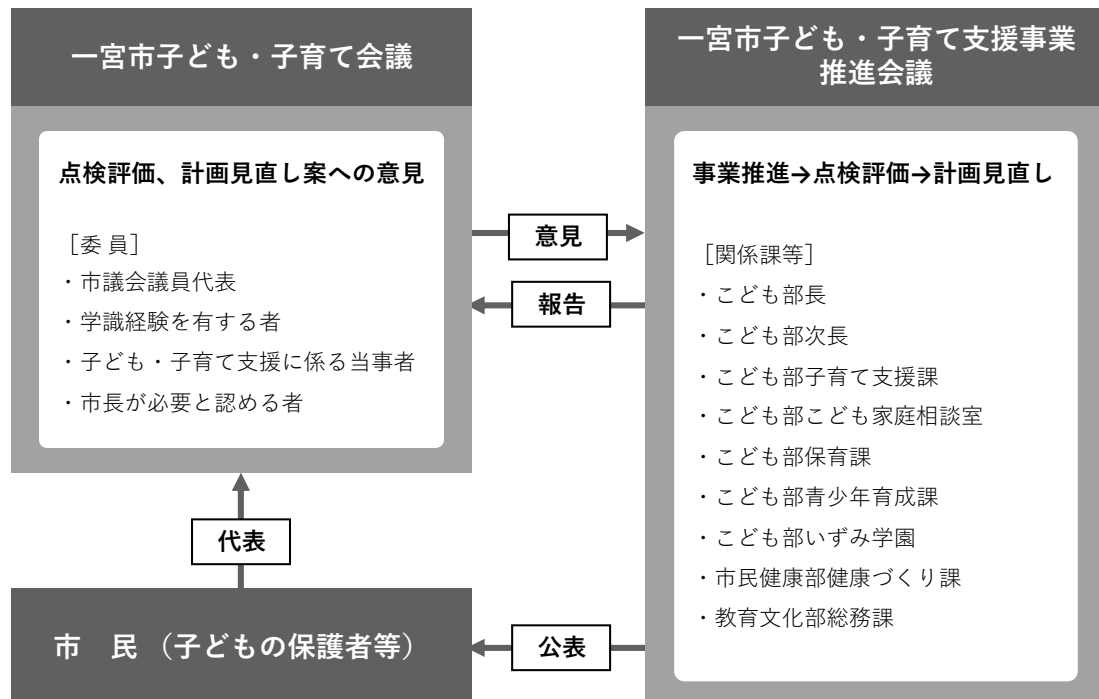 一宮市子ども・子育て会議
点検評価、計画見直し案への意見
［委 員］
・市議会議員代表
・学識経験を有する者
・子ども・子育て支援に係る当事者
・市長が必要と認める者
意見
報告
代表
市　民 （子どもの保護者等）
公表
一宮市子ども・子育て支援事業
推進会議
事業推進→点検評価→計画見直し
［関係課等］
・こども部長
・こども部次長
・こども部子育て支援課
・こども部こども家庭相談室
・こども部保育課
・こども部青少年育成課
・こども部いずみ学園
・市民健康部健康づくり課
・教育文化部総務課